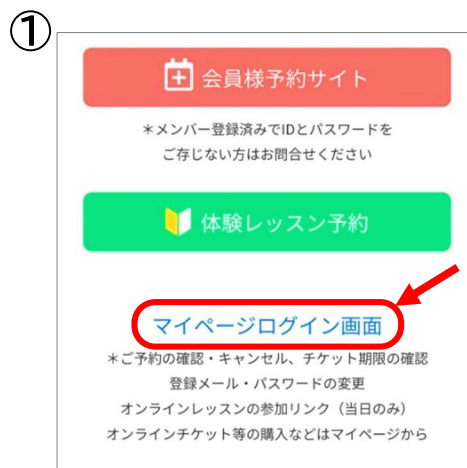 ①
会員様予約サイト
＊メンバー登録済みでIDとパスワードを
ご存じない方はお問合せください
体験レッスン予約
マイページログイン画面
＊ご予約の確認・キャンセル、チケット期限の確認
登録メール・パスワードの変更
オンラインレッスンの参加リンク（当日のみ）
オンラインチケット等の購入などはマイページから